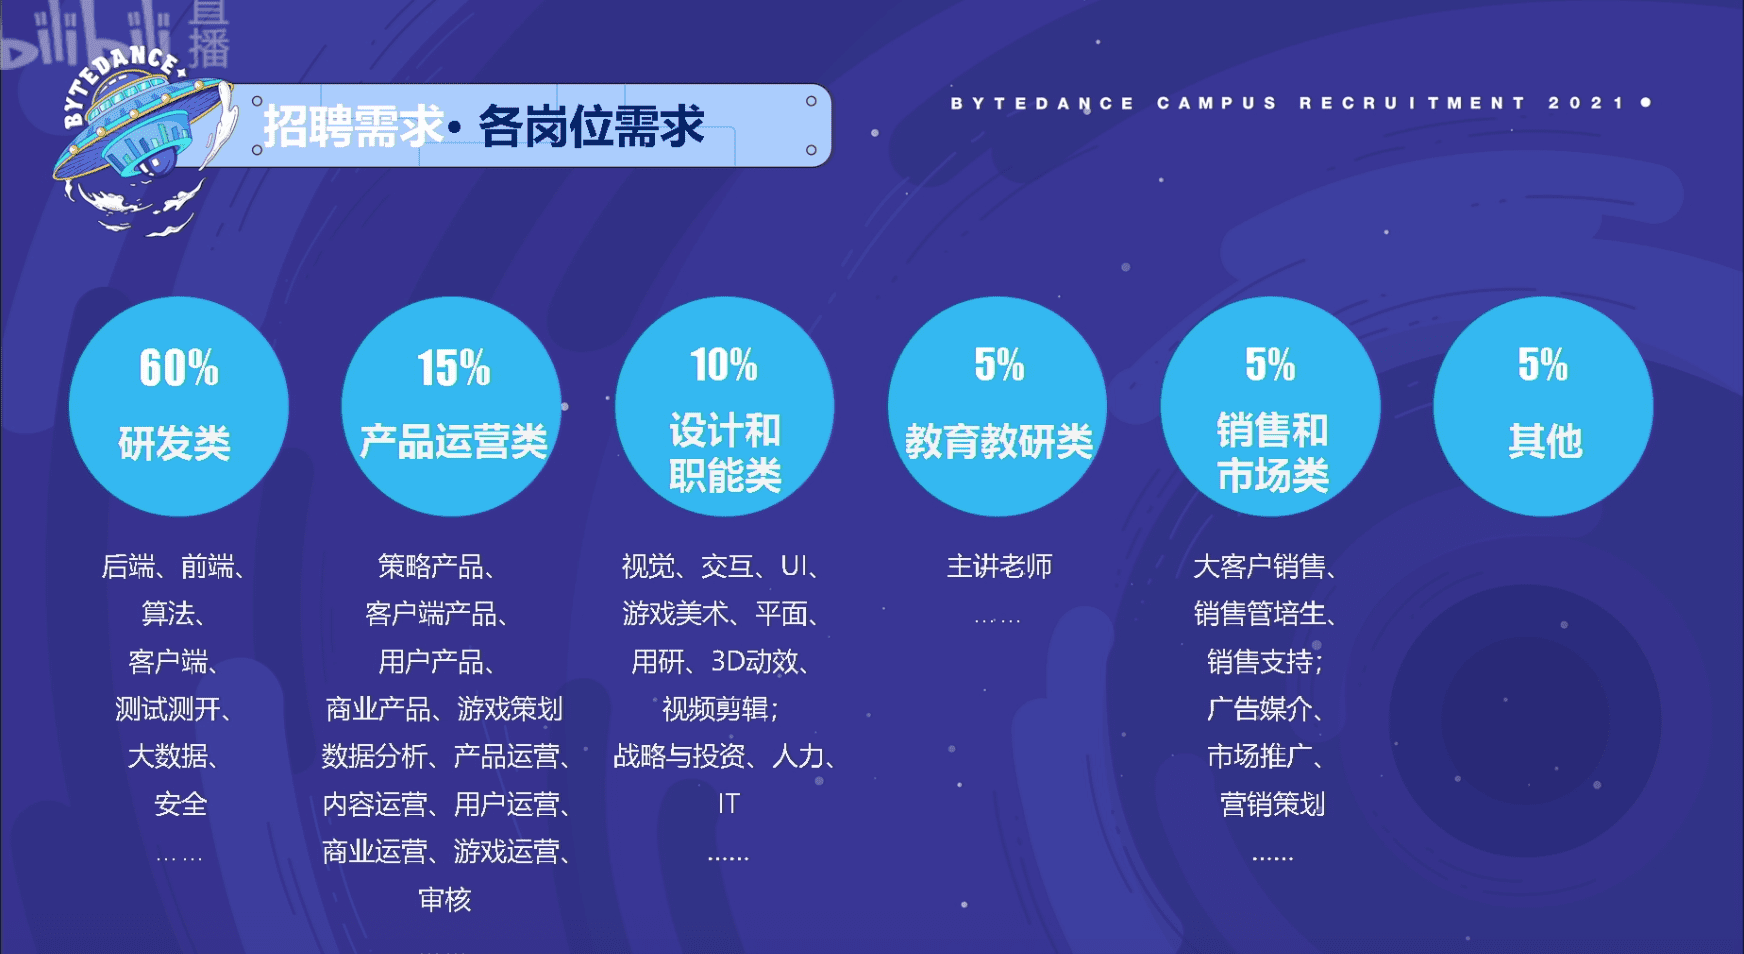 bilibili 直播
BYTEDANCE
招聘需求·各岗位需求
BYTEDANCE CAMPUS RECRUITMENT 2021
60%
研发类
后端、前端、
算法、
客户端、
测试测开、
大数据、
安全
……
15%
产品运营类
策略产品、
客户端产品、
用户产品、
商业产品、游戏策划
数据分析、产品运营、
内容运营、用户运营、
商业运营、游戏运营、
审核
10%
设计和
职能类
视觉、交互、UI、
游戏美术、平面、
用研、3D动效、
视频剪辑；
战略与投资、人力、
IT
……
5%
教育教研类
主讲老师
……
5%
销售和
市场类
大客户销售、
销售管培生、
销售支持；
广告媒介、
市场推广、
营销策划
……
5%
其他